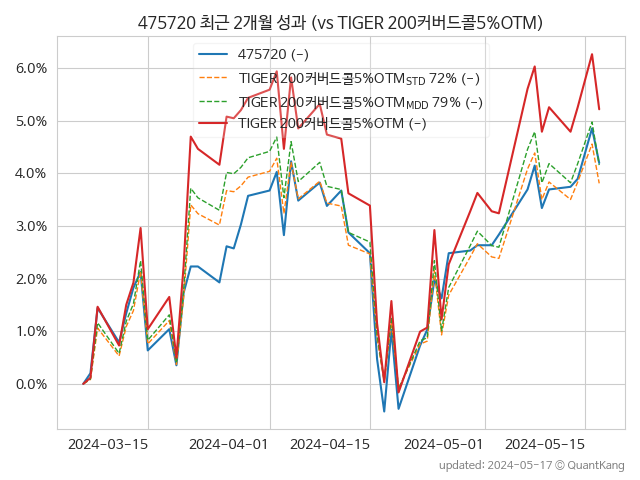 475720 최근 2개월 성과 (vs TIGER 200커버드콜5%OTM)
475720 (-)
TIGER 200커버드콜5%OTM STD 72% (-)
TIGER 200커버드콜5%OTM MDD 79% (-)
TIGER 200커버드콜5%OTM (-)
6.0%
5.0%
4.0%
3.0%
2.0%
1.0%
0.0%
2024-03-15
2024-04-01
2024-04-15
2024-05-01
2024-05-15
updated: 2024-05-17 © QuantKang